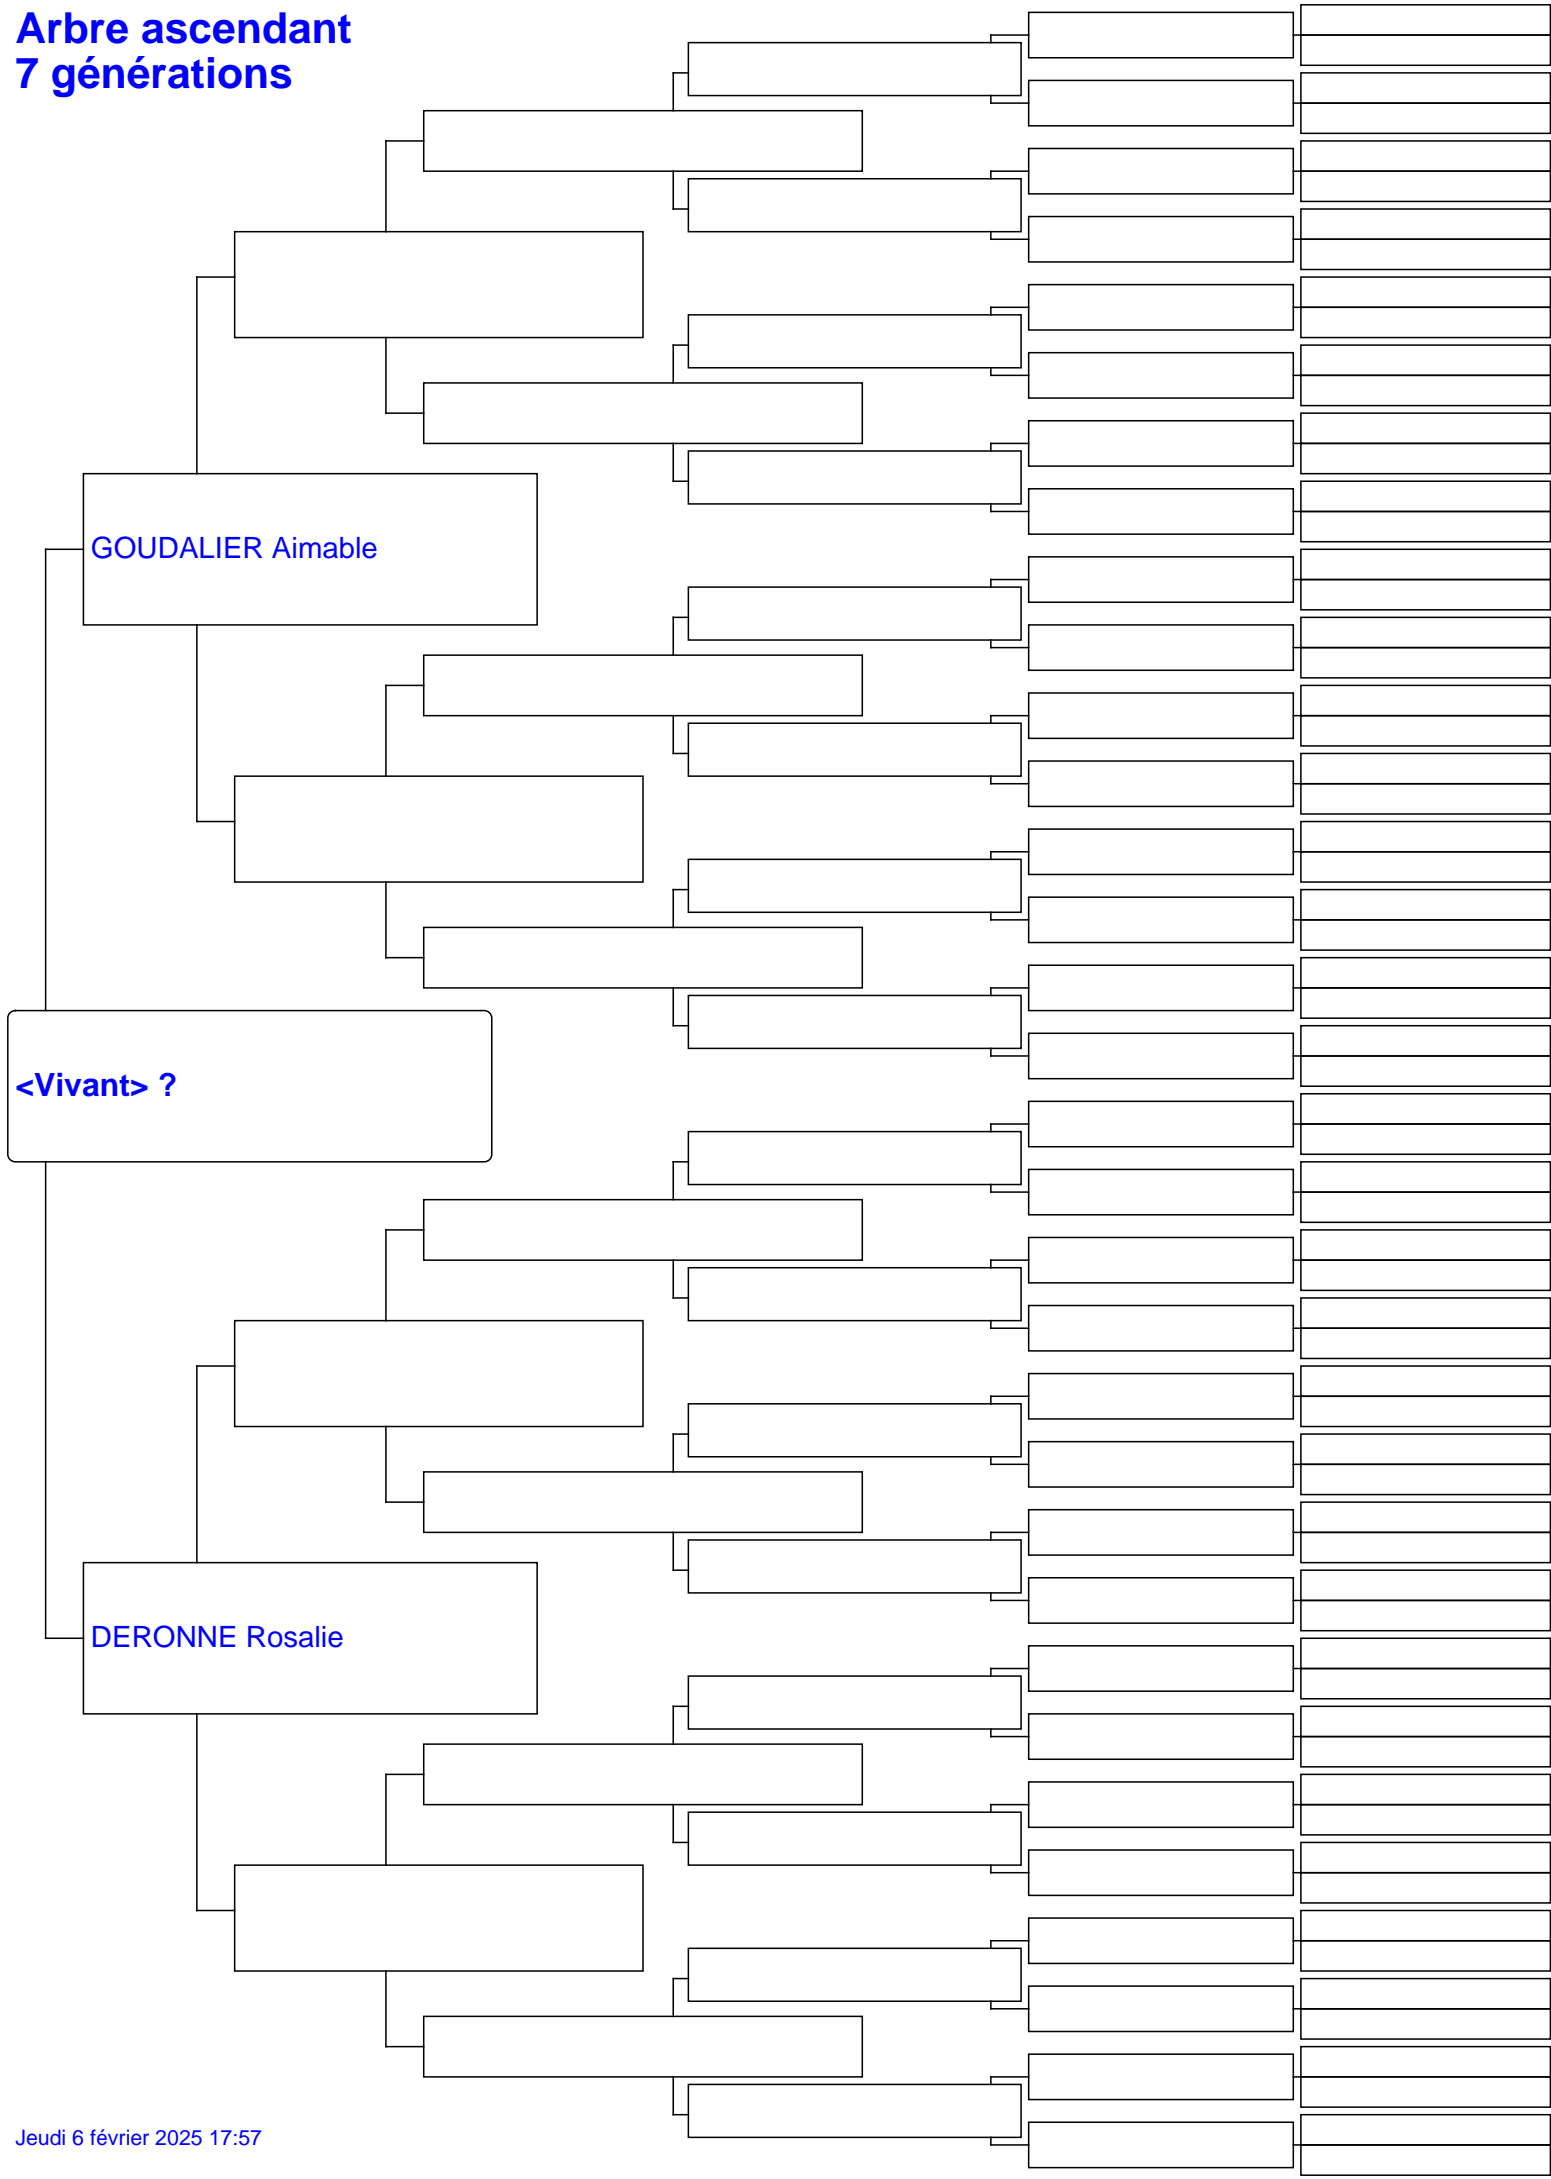 Arbre ascendant
7 générations
GOUDALIER Aimable
<Vivant> ?
DERONNE Rosalie
Jeudi 6 février 2025 17:57